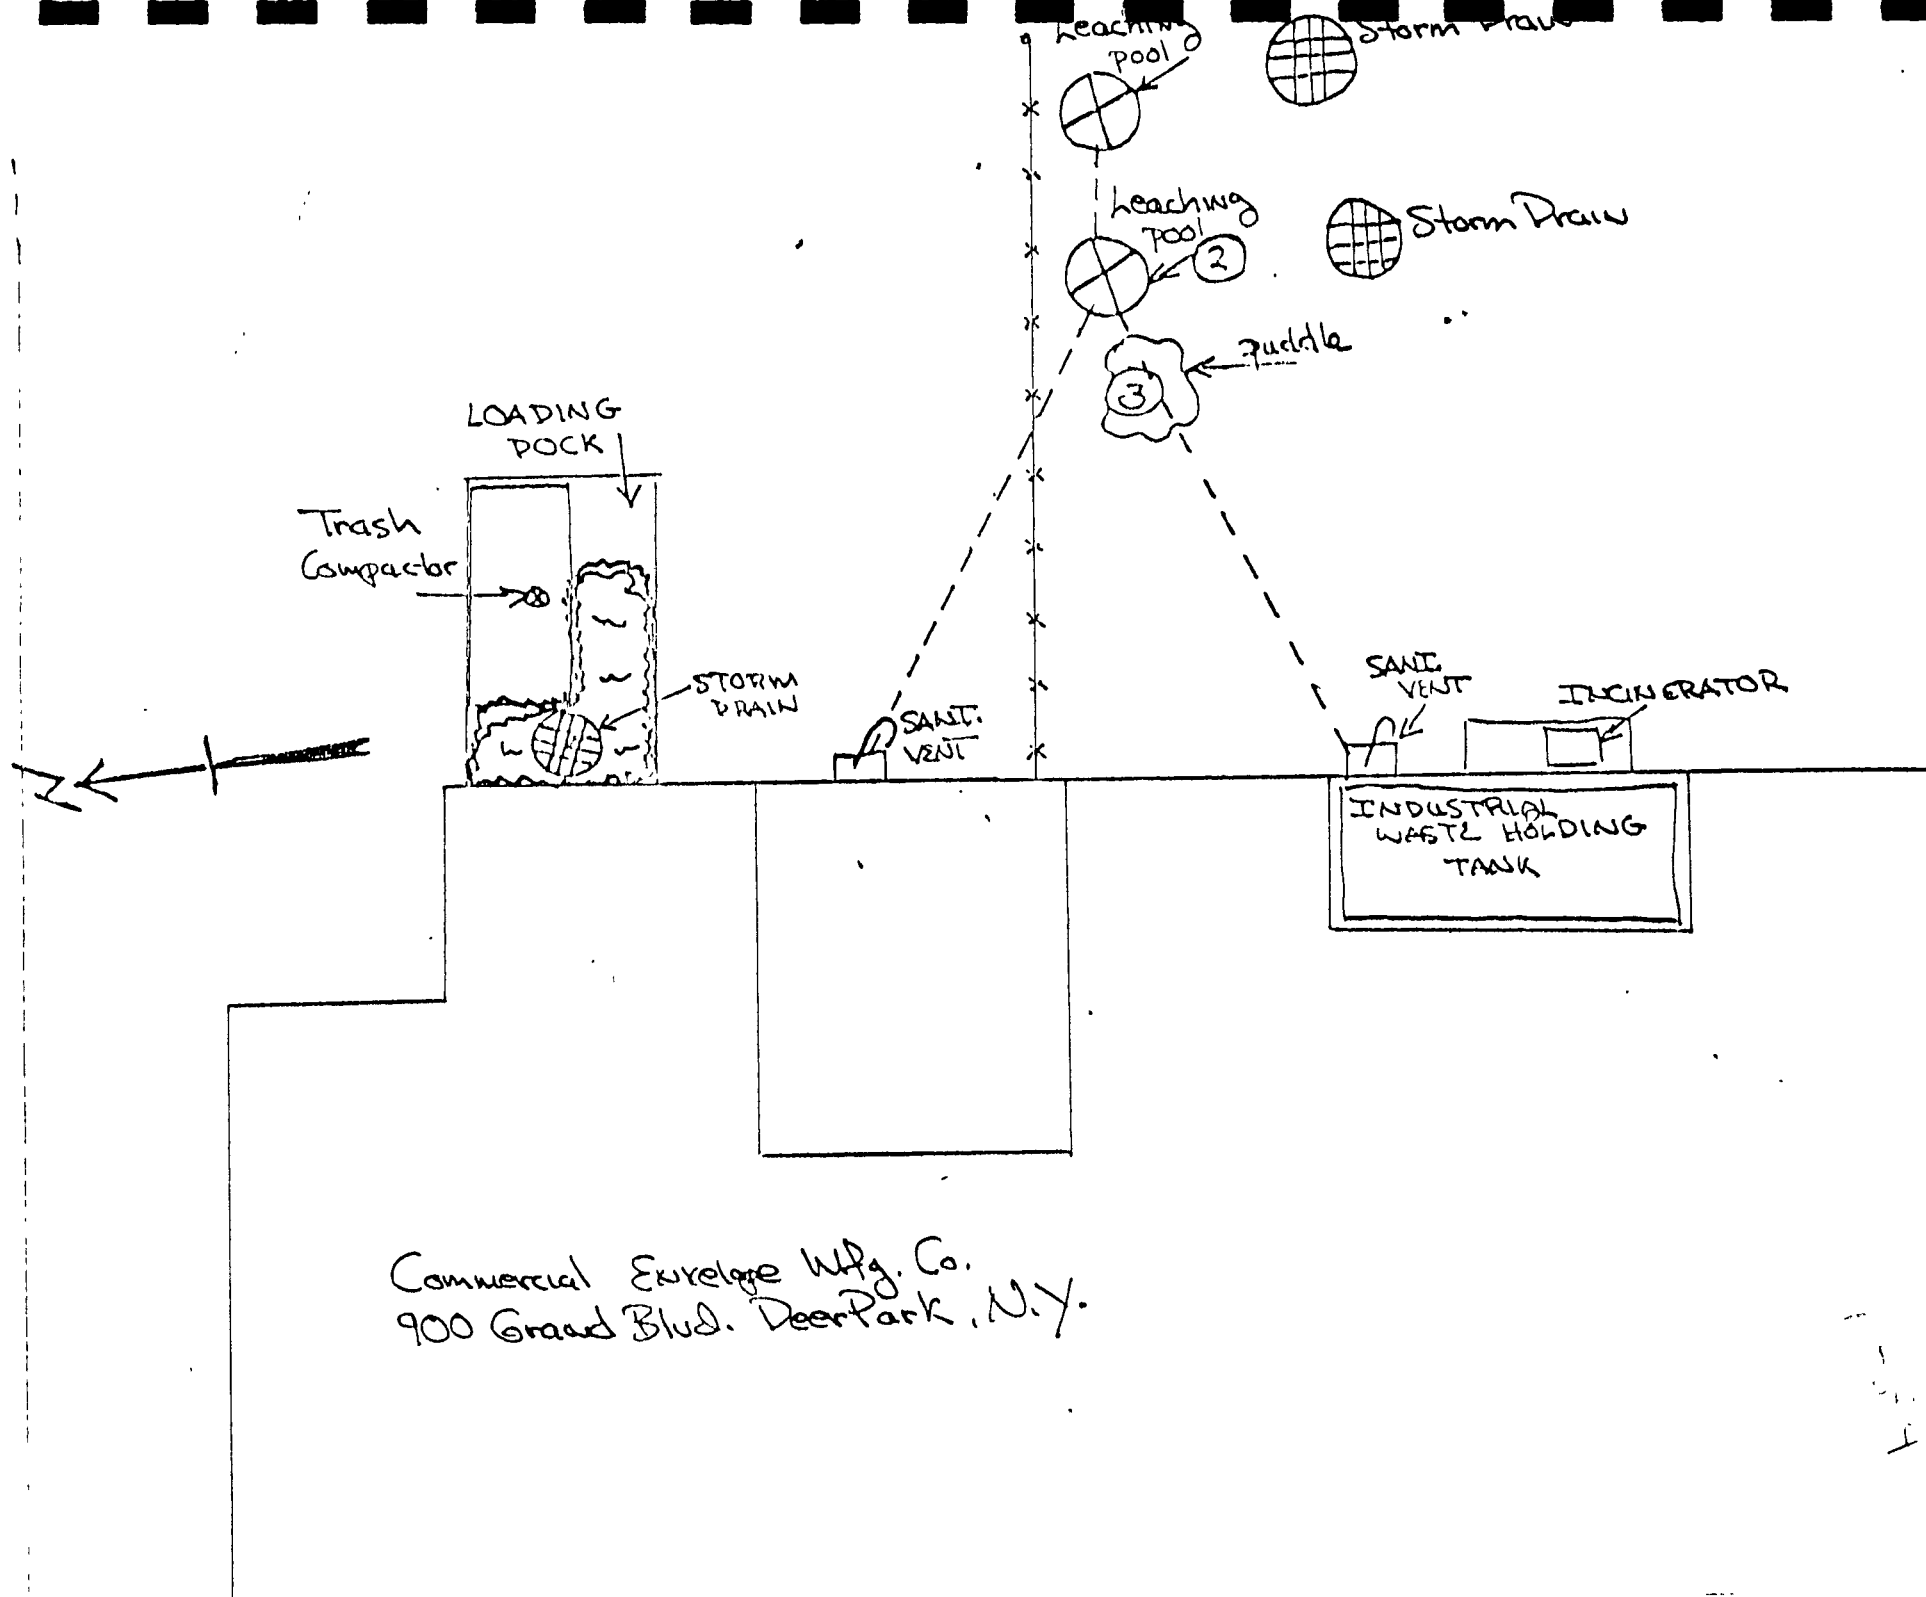 Leaching
pool
Storm Drain
Leaching
pool
2
Storm Drain
puddle
3
LOADING
DOCK
Trash
Compactor
STORM
DRAIN
SANI.
VENT
SANI.
VENT
INCINERATOR
N
INDUSTRIAL
WASTE HOLDING
TANK
Commercial Envelope Mfg. Co.
900 Grand Blvd. Deer Park, N.Y.